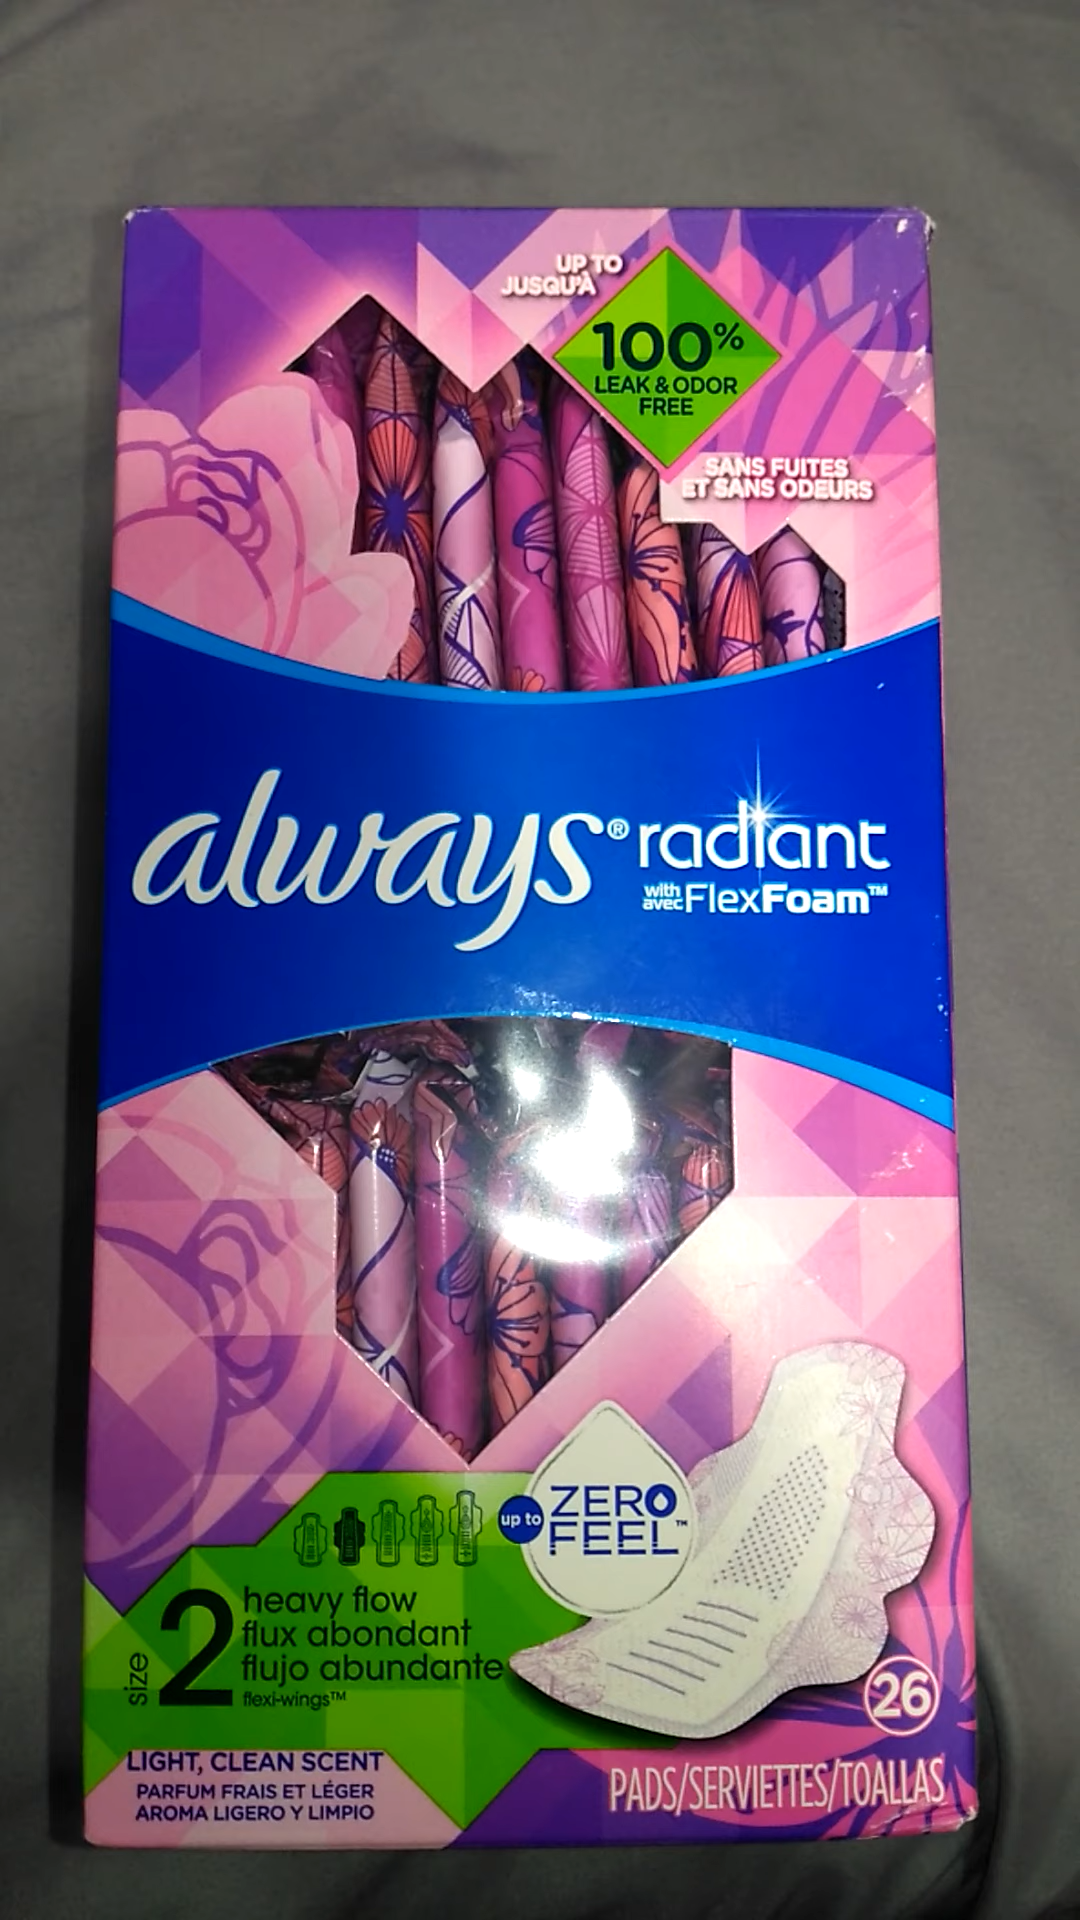 UP TO
JUSQU'À
100%
LEAK & ODOR
FREE
SANS FUITES
ET SANS ODEURS
always® radiant
with
avec FlexFoam™
up to ZERO
FEEL™
size 2 heavy flow
flux abondant
flujo abundante
flexi-wings™
26
LIGHT, CLEAN SCENT
PARFUM FRAIS ET LÉGER
AROMA LIGERO Y LIMPIO
PADS/SERVIETTES/TOALLAS